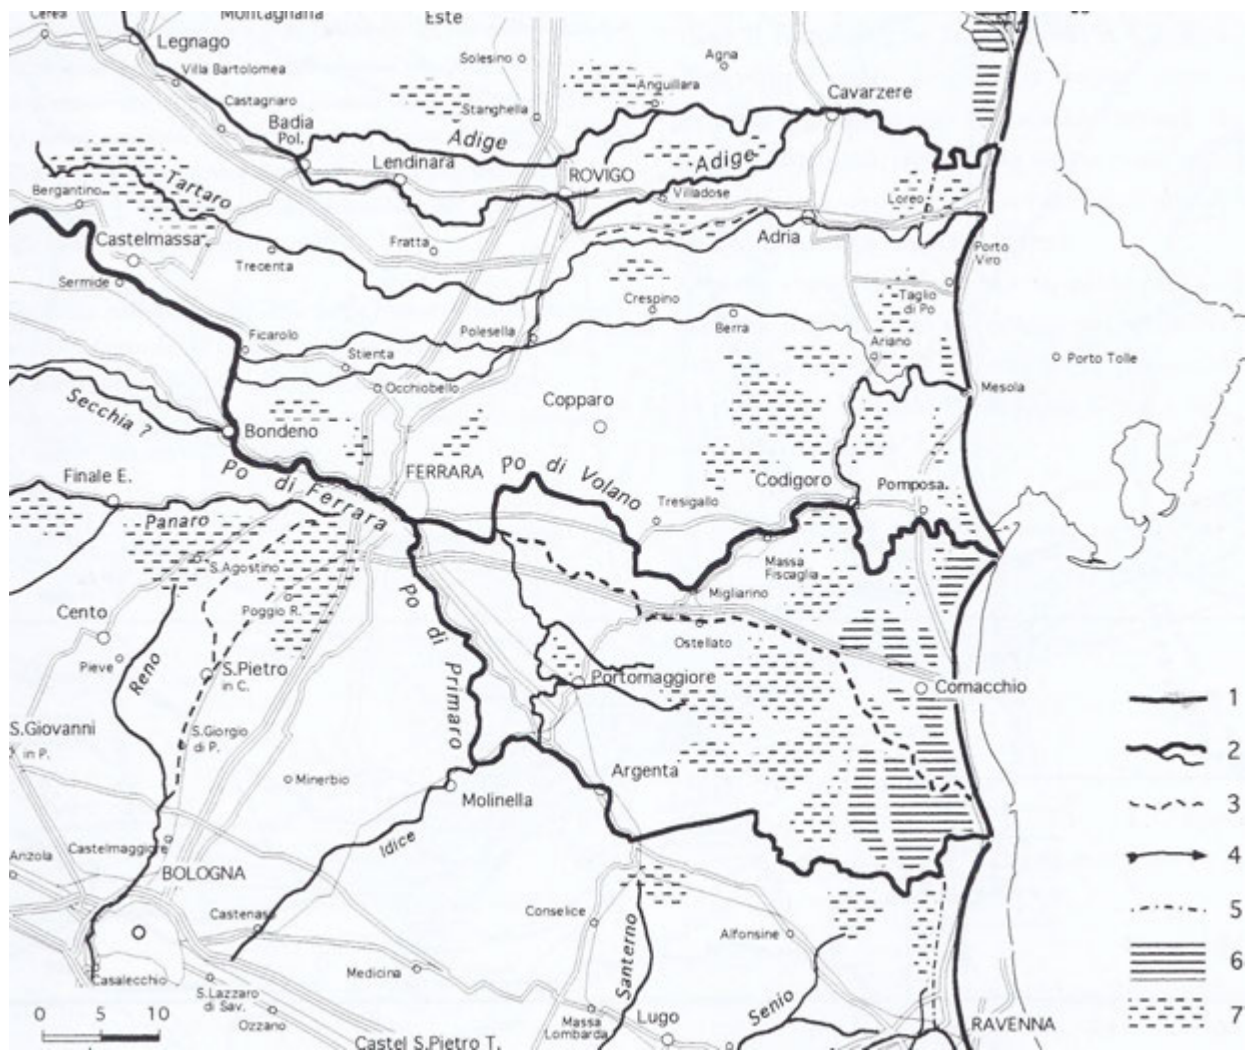 Montagnana
Este
Cerea
Legnago
Solesino
Agna
Villa Bartolomea
Anguillara
Castagnaro
Cavarzere
Stanghella
Badia
Pol.
Adige
Lendinara
ROVIGO
Adige
Tartaro
Bergantino
Villadose
Loreo
Castelmassa
Fratta
Adria
Trecenta
Porto
Viro
Sermide
Crespino
Taglio
di Po
Ficarolo
Polesella
Berra
Stienta
Ariano
Porto Tolle
Occhiobello
Mesola
Secchia ?
Copparo
Bondeno
Po di Ferrara
FERRARA
Po di Volano
Finale E.
Codigoro
Pomposa
Tresigallo
Panaro
S.Agostino
Massa
Fiscaglia
Po di Primaro
Migliarino
Poggio R.
Cento
Ostellato
Pieve
Reno
S.Pietro
in C.
Portomaggiore
Comacchio
1
S.Giovanni
in P.
S.Giorgio
di P.
2
Minerbio
Argenta
Molinella
3
Idice
Castelmaggiore
Anzola
4
BOLOGNA
Castenaso
Conselice
5
Alfonsine
Santerno
6
Casalecchio
Medicina
S.Lazzaro
di Sav.
Senio
7
0 5 10
Ozzano
Massa
Lombarda
Lugo
RAVENNA
Castel S.Pietro T.